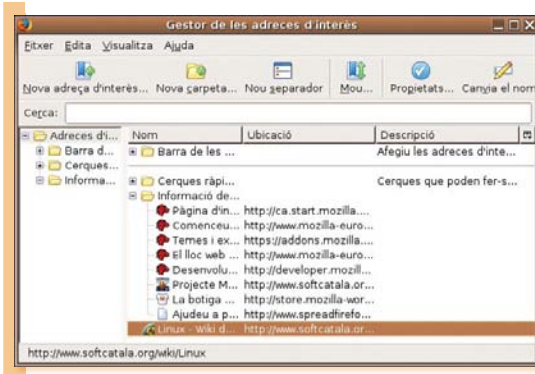 Gestor de les adreces d'interès
Fitxer Edita Visualitza Ajuda
Nova adreça d'interès... Nova carpeta... Nou separador Mou... Propietats... Canvia el nom
Cerca:
Adreces d'i... Nom Ubicació Descripció
Barra d... Barra de les ... Afegiu les adreces d'inte...
Cerques...
Informa... Cerques ràpi... Cerques que poden fer-s...
Informació de...
Pàgina d'in... http://ca.start.mozilla....
Comenceu... http://www.mozilla-euro...
Temes i ex... https://addons.mozilla....
El lloc web ... http://www.mozilla-euro...
Desenvolu... http://developer.mozill...
Projecte M... http://www.softcatala.or...
La botiga ... http://store.mozilla-wor...
Ajudeu a p... http://www.spreadfirefo...
Linux - Wiki d... http://www.softcatala.or...
http://www.softcatala.org/wiki/Linux